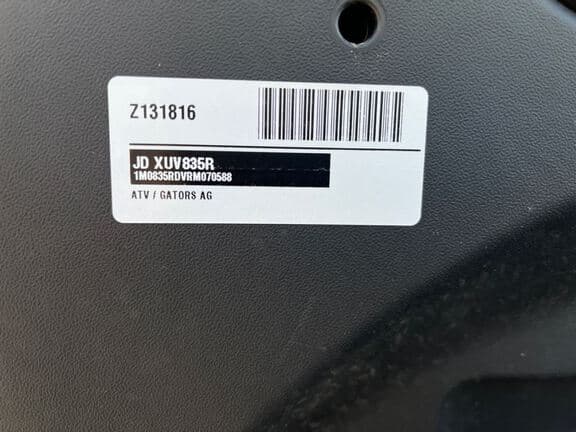 Z131816
JD XUV835R
1M0835RDVRM070588
ATV / GATORS AG